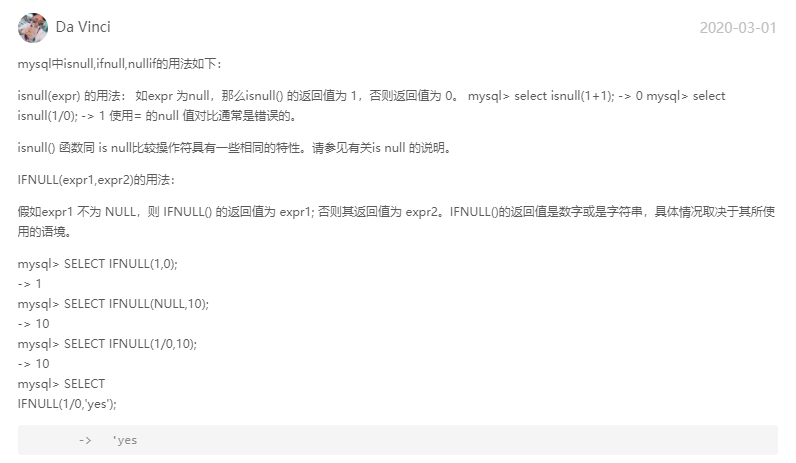 Da Vinci
2020-03-01
mysql中isnull,ifnull,nullif的用法如下：
isnull(expr) 的用法： 如expr 为null，那么isnull() 的返回值为 1，否则返回值为 0。 mysql> select isnull(1+1); -> 0 mysql> select
isnull(1/0); -> 1 使用= 的null 值对比通常是错误的。
isnull() 函数同 is null比较操作符具有一些相同的特性。请参见有关is null 的说明。
IFNULL(expr1,expr2)的用法：
假如expr1 不为 NULL，则 IFNULL() 的返回值为 expr1; 否则其返回值为 expr2。IFNULL()的返回值是数字或是字符串，具体情况取决于其所使
用的语境。
mysql> SELECT IFNULL(1,0);
-> 1
mysql> SELECT IFNULL(NULL,10);
-> 10
mysql> SELECT IFNULL(1/0,10);
-> 10
mysql> SELECT
IFNULL(1/0,'yes');
-> 'yes